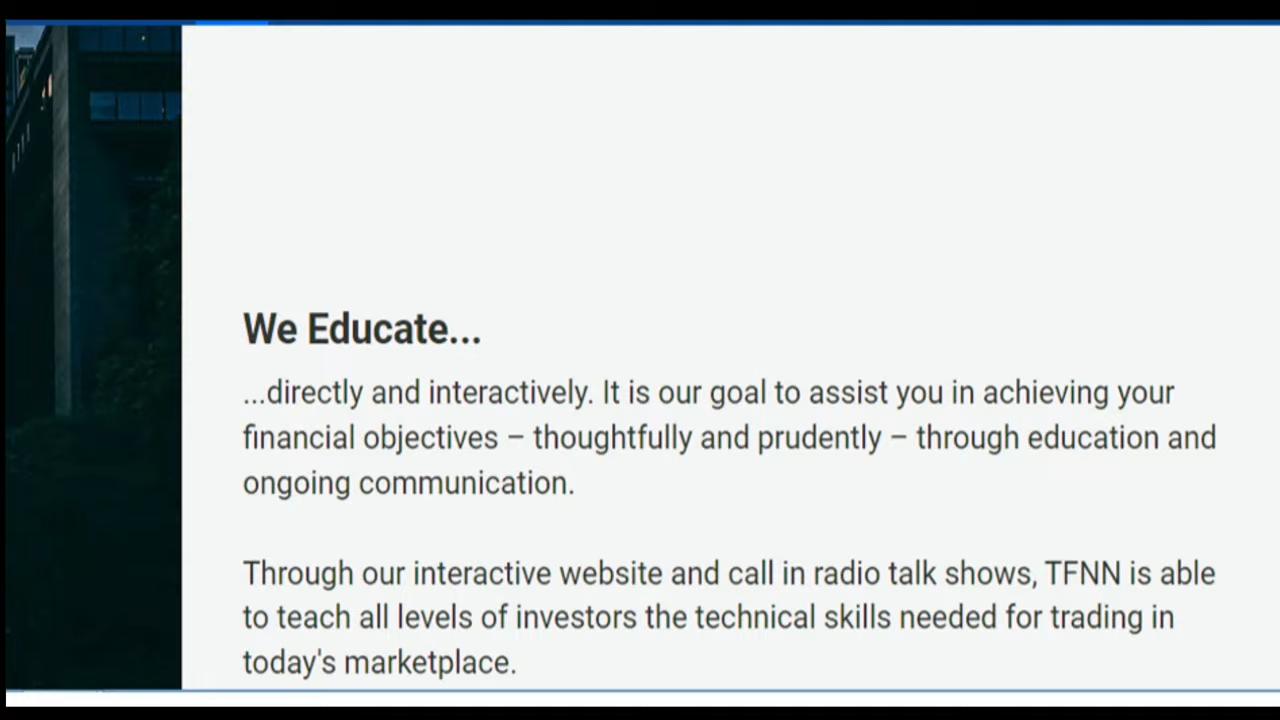 We Educate...
...directly and interactively. It is our goal to assist you in achieving your
financial objectives – thoughtfully and prudently – through education and
ongoing communication.
Through our interactive website and call in radio talk shows, TFNN is able
to teach all levels of investors the technical skills needed for trading in
today's marketplace.